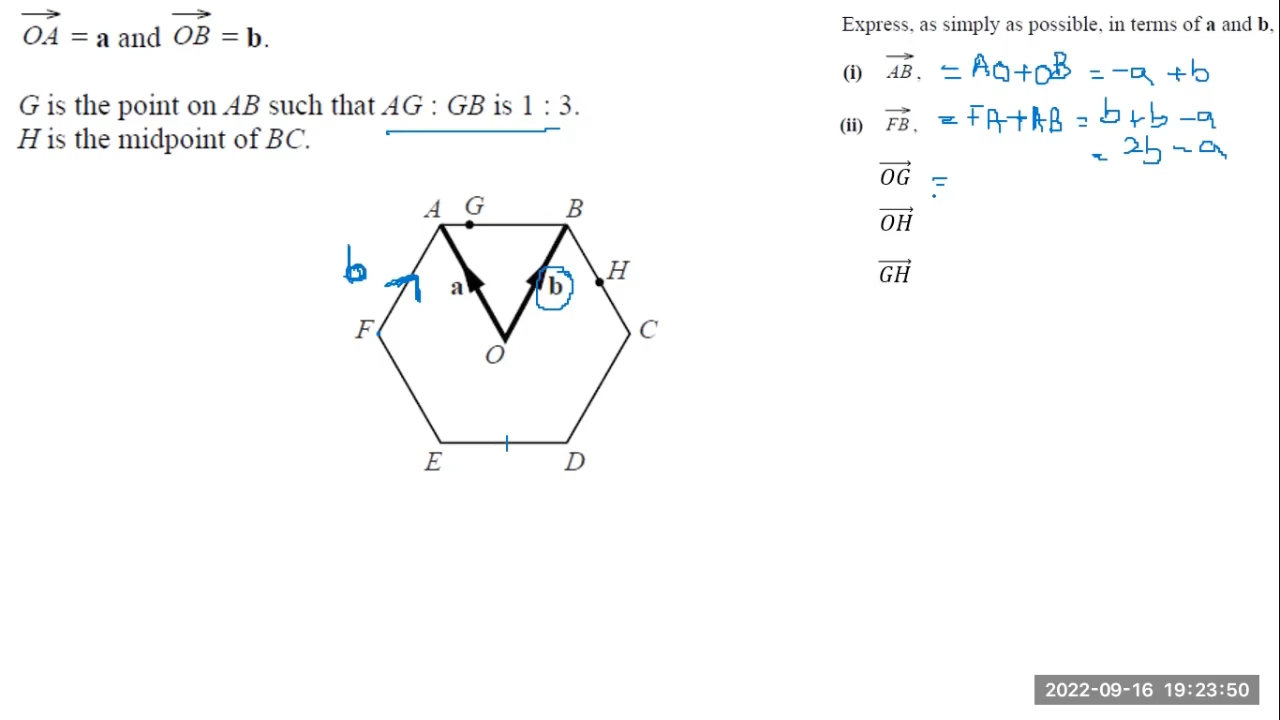 OA = a and OB = b.
G is the point on AB such that AG : GB is 1 : 3.
H is the midpoint of BC.
A G B
b
H
a b
F C
O
E D
Express, as simply as possible, in terms of a and b,
(i) AB, = AO+OB = -a +b
(ii) FB, = FA+AB = b+b-a
= 2b-a
OG =
OH
GH
2022-09-16 19:23:50